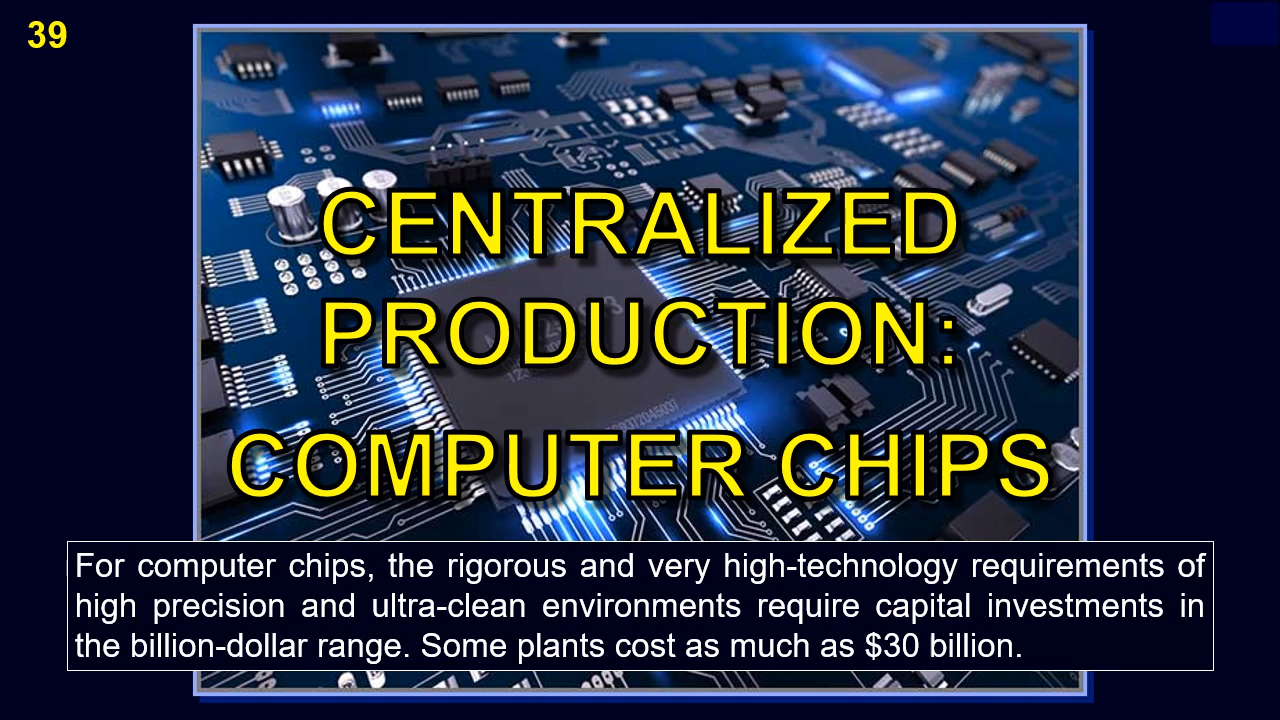 39
CENTRALIZED
PRODUCTION:
COMPUTER CHIPS
For computer chips, the rigorous and very high-technology requirements of
high precision and ultra-clean environments require capital investments in
the billion-dollar range. Some plants cost as much as $30 billion.